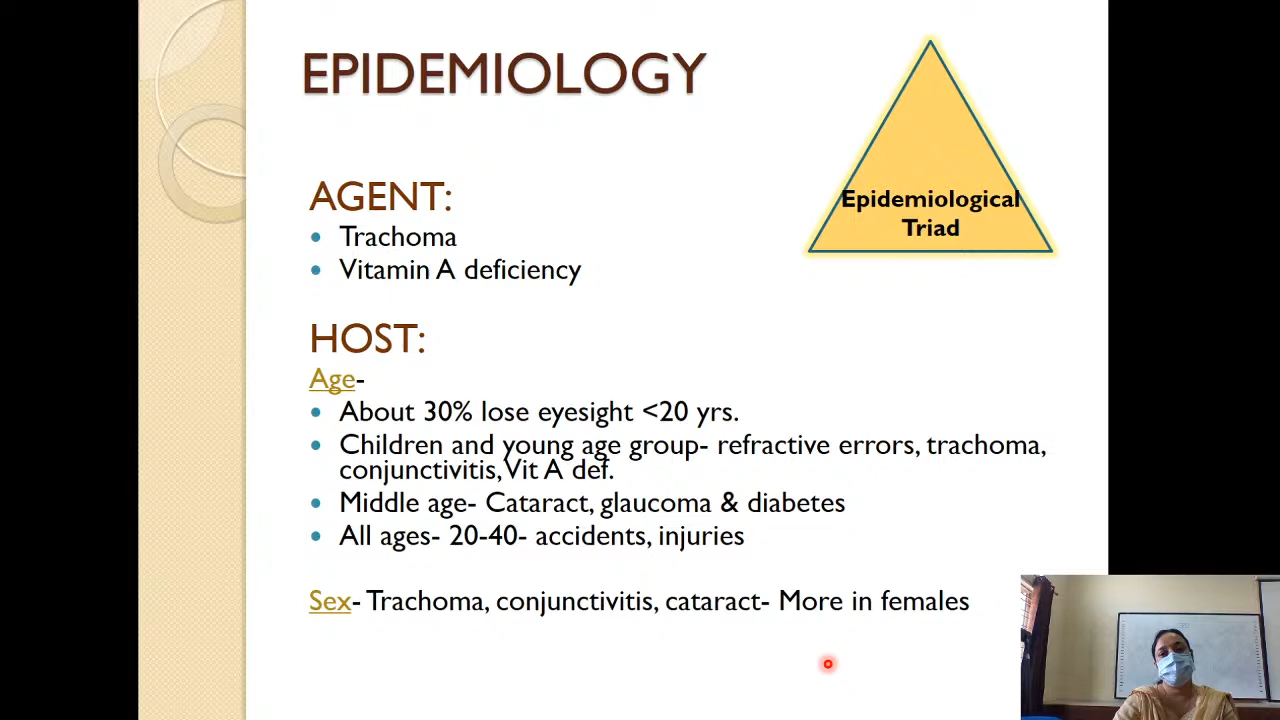 EPIDEMIOLOGY
Epidemiological
Triad
AGENT:
Trachoma
Vitamin A deficiency
HOST:
Age-
About 30% lose eyesight <20 yrs.
Children and young age group- refractive errors, trachoma,
conjunctivitis, Vit A def.
Middle age- Cataract, glaucoma & diabetes
All ages- 20-40- accidents, injuries
Sex- Trachoma, conjunctivitis, cataract- More in females